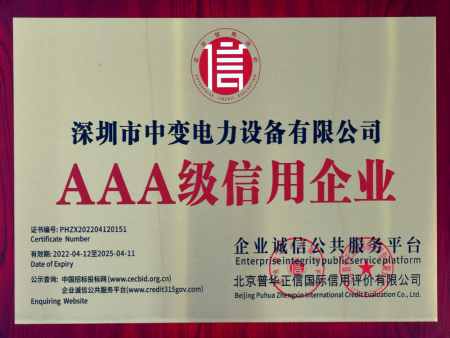 企业信用评价
信
ENTERPRISE CREDIT EVALUATION
深圳市中变电力设备有限公司
AAA级信用企业
证书编号: PHZX202204120151
Certificate Number
有效期: 2022-04-12至2025-04-11
Date of Expiry
公示查询: 中国招标投标网(www.cecbid.org.cn)
企业诚信公共服务平台(www.credit315gov.com)
Enquiring Website
企业诚信公共服务平台
Enterpriseintegritypublicserviceplatform
北京普华正信国际信用评价有限公司
Beijing Puhua Zhengxin International Credit Evaluation Co., Ltd.